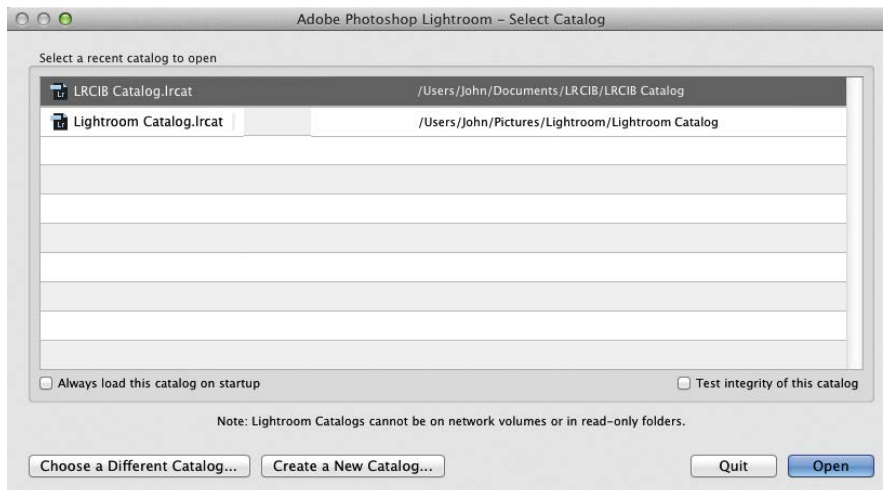 Adobe Photoshop Lightroom – Select Catalog
Select a recent catalog to open
Lr LRCIB Catalog.lrcat /Users/John/Documents/LRCIB/LRCIB Catalog
Lr Lightroom Catalog.lrcat /Users/John/Pictures/Lightroom/Lightroom Catalog
Always load this catalog on startup Test integrity of this catalog
Note: Lightroom Catalogs cannot be on network volumes or in read-only folders.
Choose a Different Catalog... Create a New Catalog... Quit Open